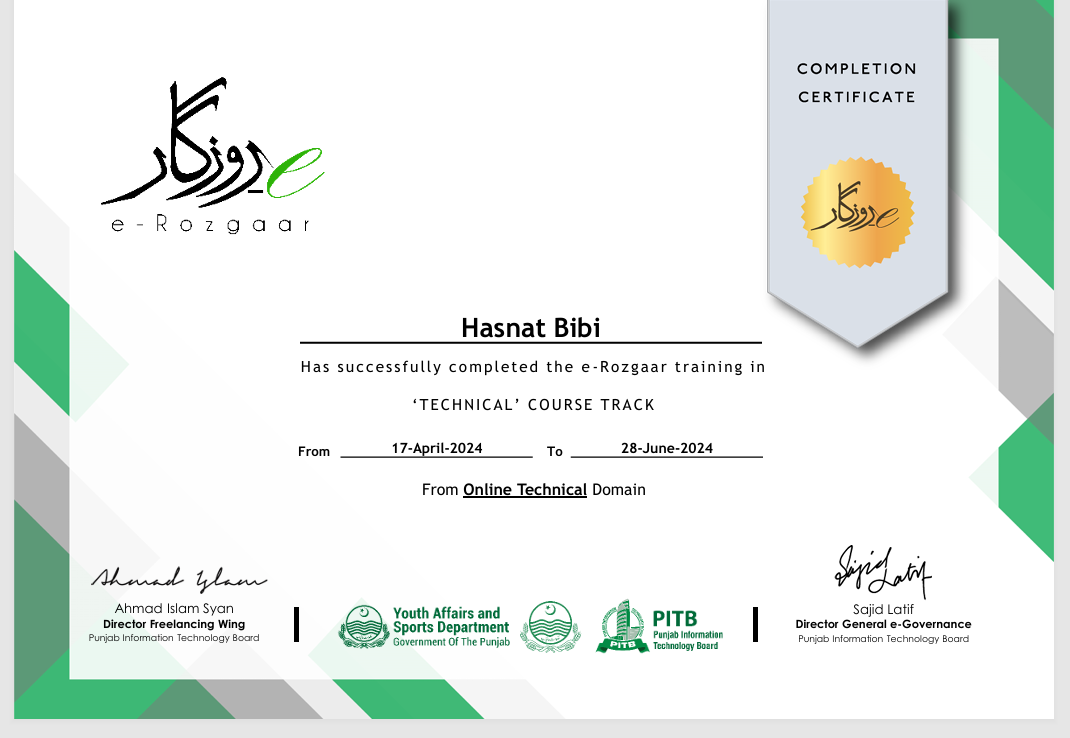 COMPLETION
CERTIFICATE
روزگار e
e-Rozgaar
روزگار e
Hasnat Bibi
Has successfully completed the e-Rozgaar training in
‘TECHNICAL’ COURSE TRACK
From 17-April-2024 To 28-June-2024
From Online Technical Domain
Ahmad Islam
Ahmad Islam Syan
Director Freelancing Wing
Punjab Information Technology Board
Youth Affairs and
Sports Department
Government Of The Punjab
PITB
PITB
Punjab Information
Technology Board
Sajid Latif
Sajid Latif
Director General e-Governance
Punjab Information Technology Board